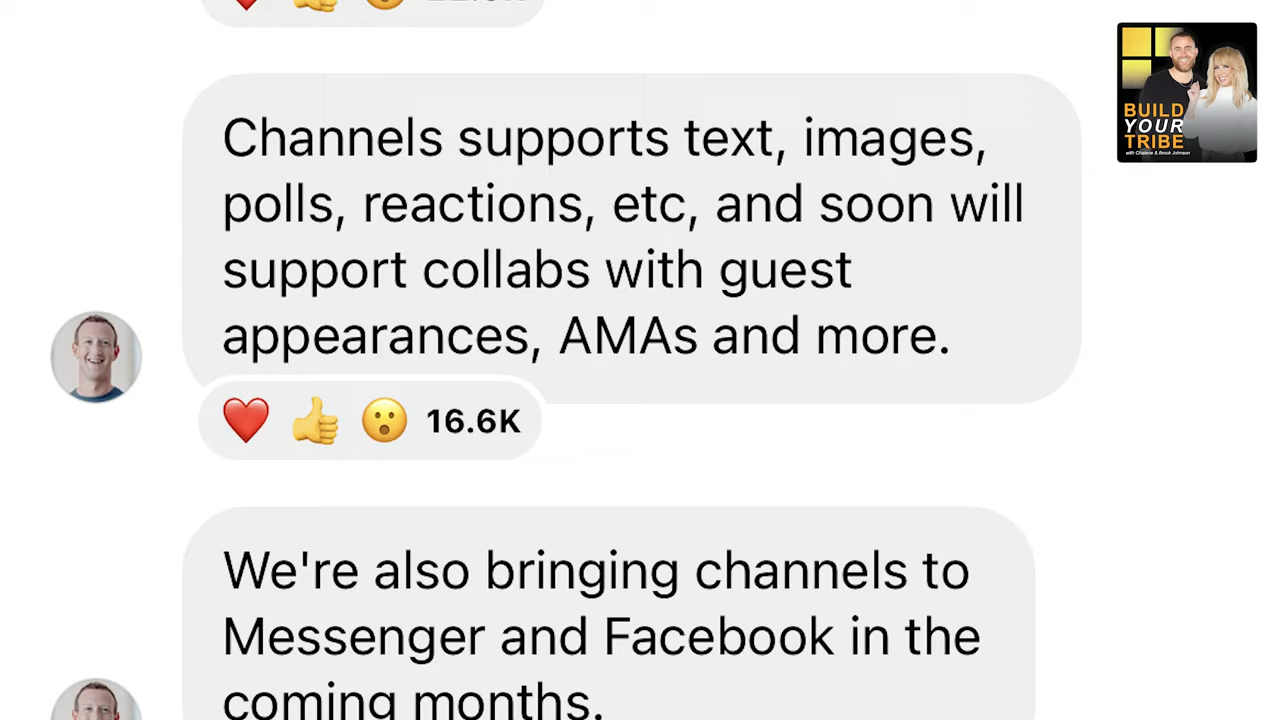 Channels supports text, images,
polls, reactions, etc, and soon will
support collabs with guest
appearances, AMAs and more.
16.6K
We're also bringing channels to
Messenger and Facebook in the
coming months.
BUILD
YOUR
TRIBE
with Chalene & Brock Johnson